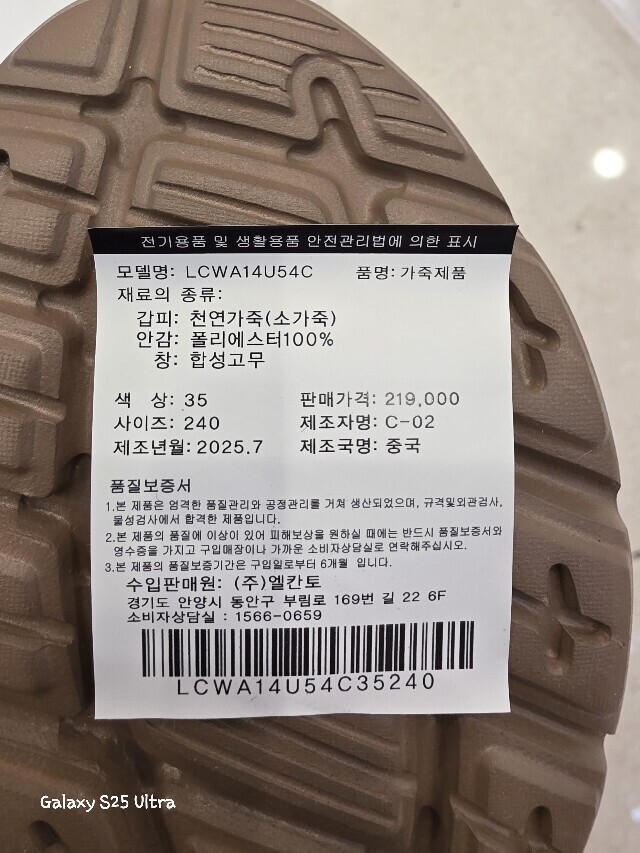 전기용품 및 생활용품 안전관리법에 의한 표시
모델명: LCWA14U54C 품명: 가죽제품
재료의 종류:
갑피: 천연가죽(소가죽)
안감: 폴리에스터100%
창: 합성고무
색 상: 35 판매가격: 219,000
사이즈: 240 제조자명: C-02
제조년월: 2025.7 제조국명: 중국
품질보증서
1.본 제품은 엄격한 품질관리와 공정관리를 거쳐 생산되었으며, 규격및외관검사,
물성검사에서 합격한 제품입니다.
2.본 제품의 품질에 이상이 있어 피해보상을 원하실 때에는 반드시 품질보증서와
영수증을 가지고 구입매장이나 가까운 소비자상담실로 연락해주십시오.
3.본 제품의 품질보증기간은 구입일로부터 6개월 입니다.
수입판매원: (주)엘칸토
경기도 안양시 동안구 부림로 169번 길 22 6F
소비자상담실 : 1566-0659
LCWA14U54C35240
Galaxy S25 Ultra